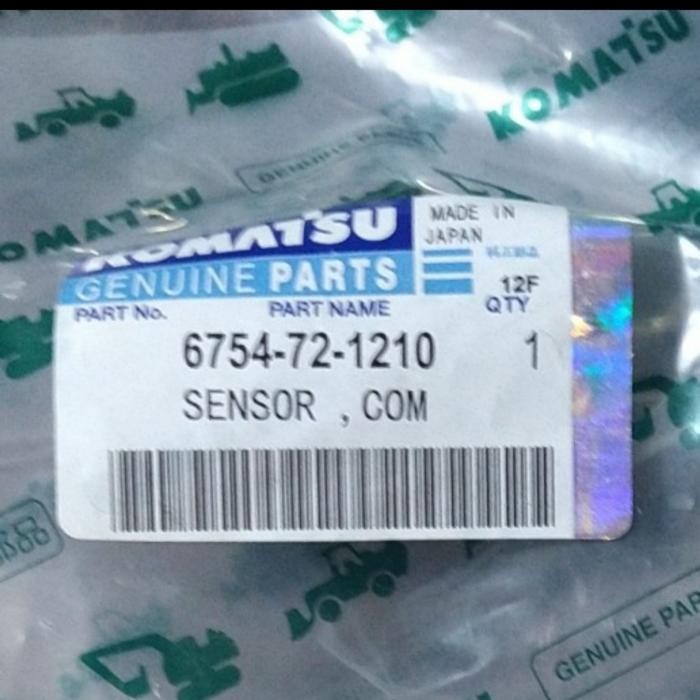 KOMATSU
GENUINE PARTS
KOMATSU
KOMATSU
MADE IN
JAPAN
GENUINE PARTS
12F
PART No.
PART NAME
QTY
6754-72-1210
1
SENSOR , COM
GENUINE PAR